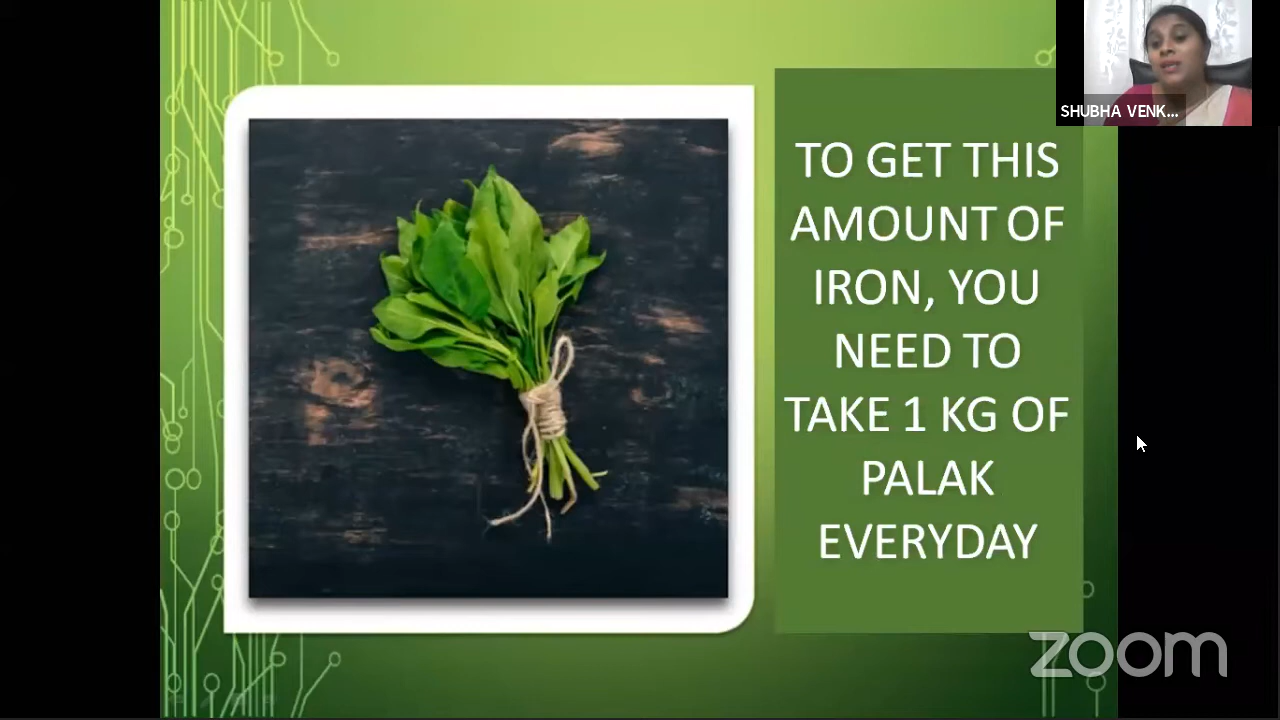 SHUBHA VENK...
TO GET THIS
AMOUNT OF
IRON, YOU
NEED TO
TAKE 1 KG OF
PALAK
EVERYDAY
zoom